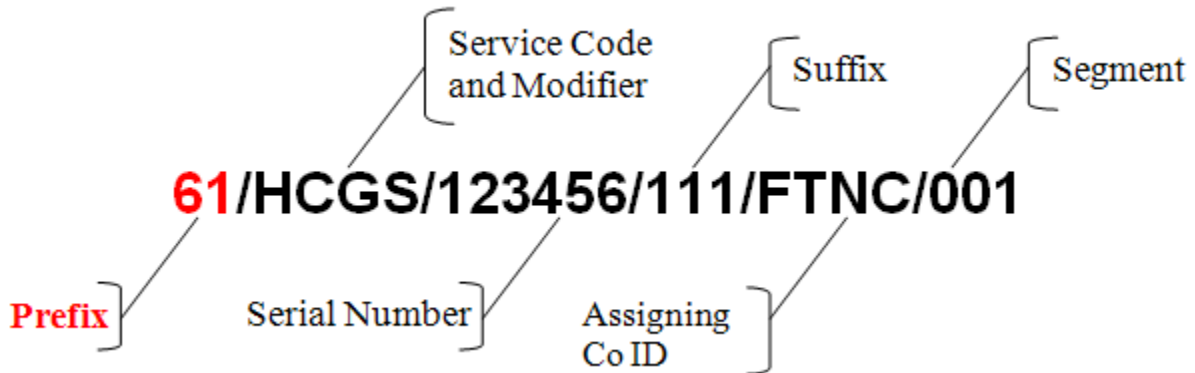 Service Code
and Modifier
Suffix
Segment
61/HCGS/123456/111/FTNC/001
Prefix
Serial Number
Assigning
Co ID